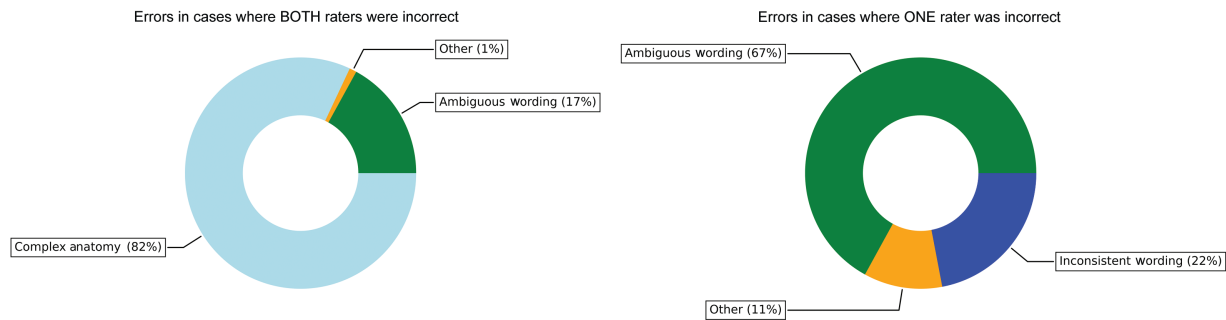 Errors in cases where BOTH raters were incorrect
Other (1%)
Ambiguous wording (17%)
Complex anatomy (82%)
Errors in cases where ONE rater was incorrect
Ambiguous wording (67%)
Inconsistent wording (22%)
Other (11%)